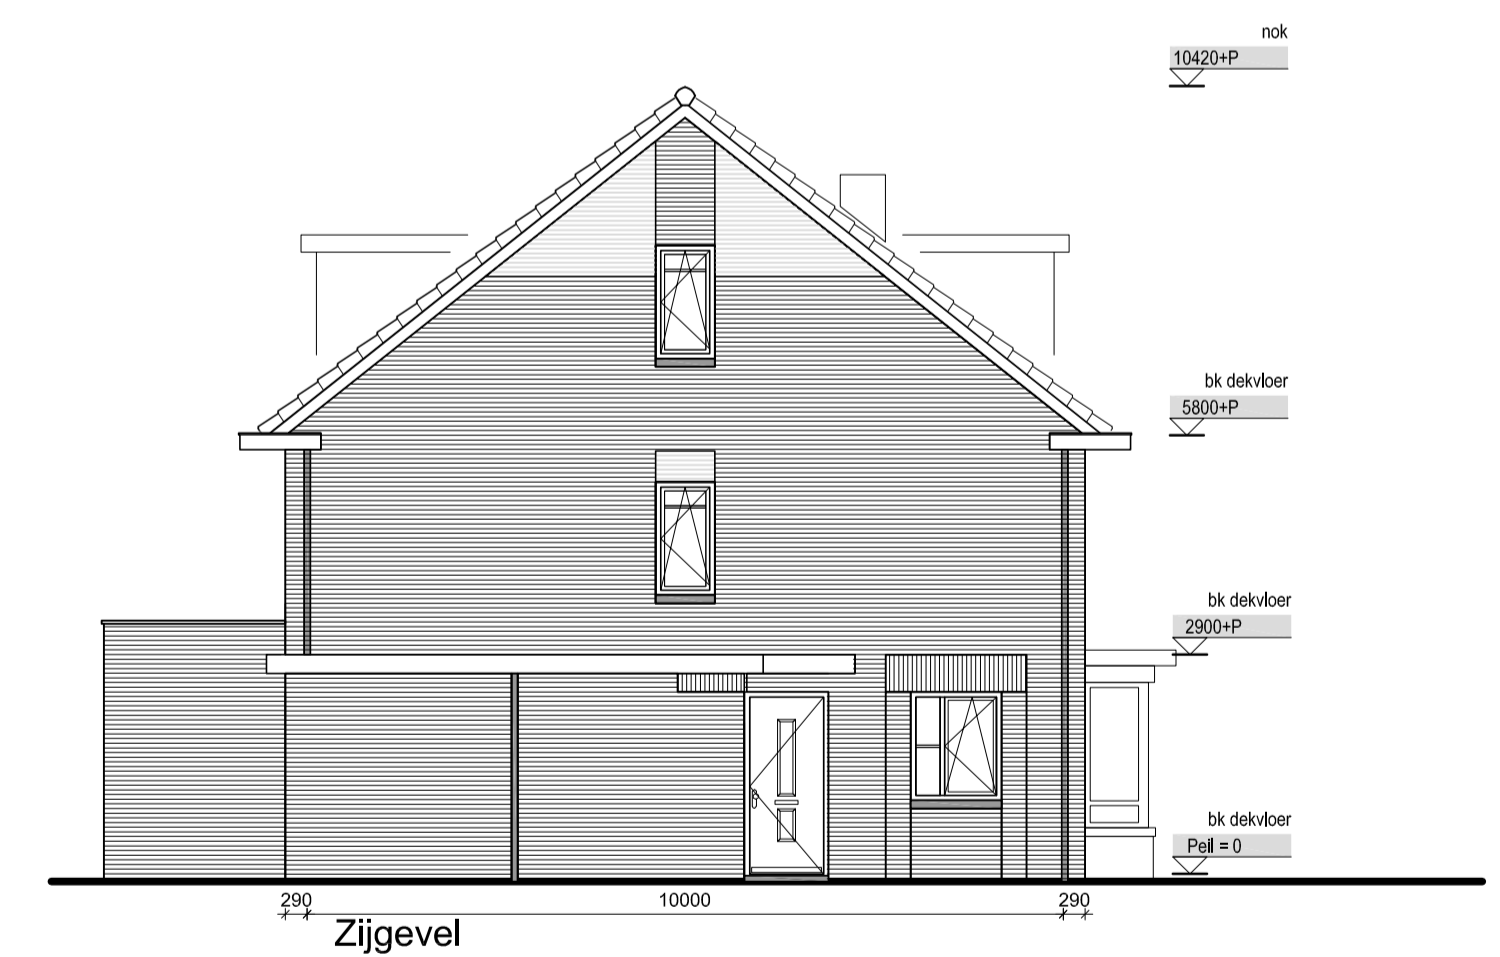 nok
10420+P
bk dekvloer
5800+P
bk dekvloer
2900+P
bk dekvloer
Peil = 0
290 10000 290
Zijgevel